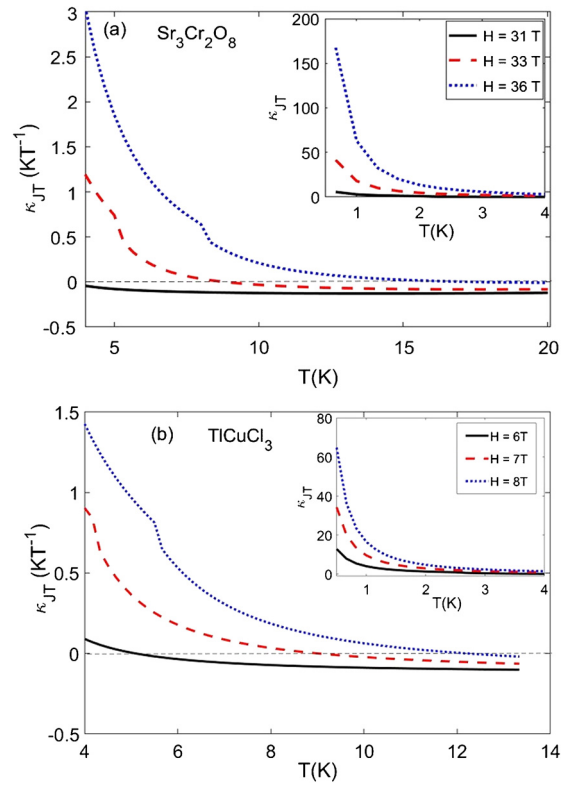 (a) Sr3Cr2O8
κJT (KT-1)
3
2.5
2
1.5
1
0.5
0
-0.5
5 10 15 20
T(K)
κJT
200
150
100
50
0
1 2 3 4
T(K)
H = 31 T
H = 33 T
H = 36 T
(b) TlCuCl3
κJT (KT-1)
1.5
1
0.5
0
-0.5
4 6 8 10 12 14
T(K)
κJT
80
60
40
20
0
1 2 3 4
T(K)
H = 6T
H = 7T
H = 8T